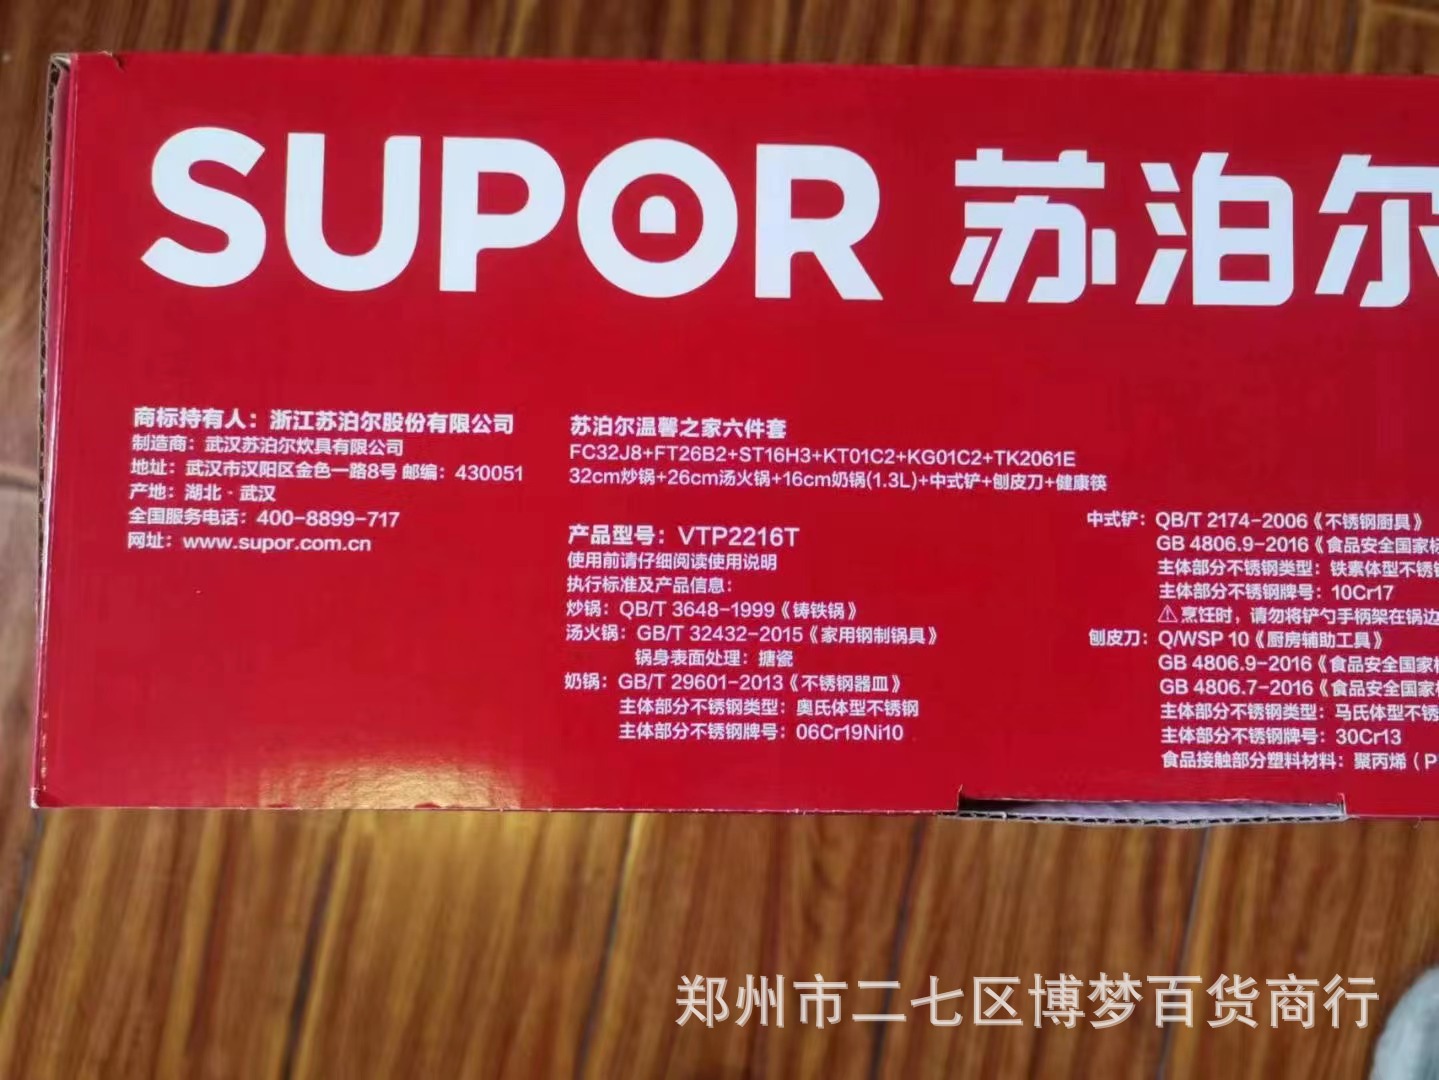 SUPOR 苏泊尔
商标持有人：浙江苏泊尔股份有限公司
制造商：武汉苏泊尔炊具有限公司
地址：武汉市汉阳区金色一路8号 邮编：430051
产地：湖北·武汉
全国服务电话：400-8899-717
网址：www.supor.com.cn
苏泊尔温馨之家六件套
FC32J8+FT26B2+ST16H3+KT01C2+KG01C2+TK2061E
32cm炒锅+26cm汤火锅+16cm奶锅(1.3L)+中式铲+刨皮刀+健康筷
产品型号：VTP2216T
使用前请仔细阅读使用说明
执行标准及产品信息：
炒锅：QB/T 3648-1999《铸铁锅》
汤火锅：GB/T 32432-2015《家用钢制锅具》
锅身表面处理：搪瓷
奶锅：GB/T 29601-2013《不锈钢器皿》
主体部分不锈钢类型：奥氏体型不锈钢
主体部分不锈钢牌号：06Cr19Ni10
中式铲：QB/T 2174-2006《不锈钢厨具》
GB 4806.9-2016《食品安全国家标
主体部分不锈钢类型：铁素体型不锈钢
主体部分不锈钢牌号：10Cr17
⚠烹饪时，请勿将铲勺手柄架在锅边
刨皮刀：Q/WSP 10《厨房辅助工具》
GB 4806.9-2016《食品安全国家标
GB 4806.7-2016《食品安全国家标
主体部分不锈钢类型：马氏体型不锈
主体部分不锈钢牌号：30Cr13
食品接触部分塑料材料：聚丙烯（P
郑州市二七区博梦百货商行